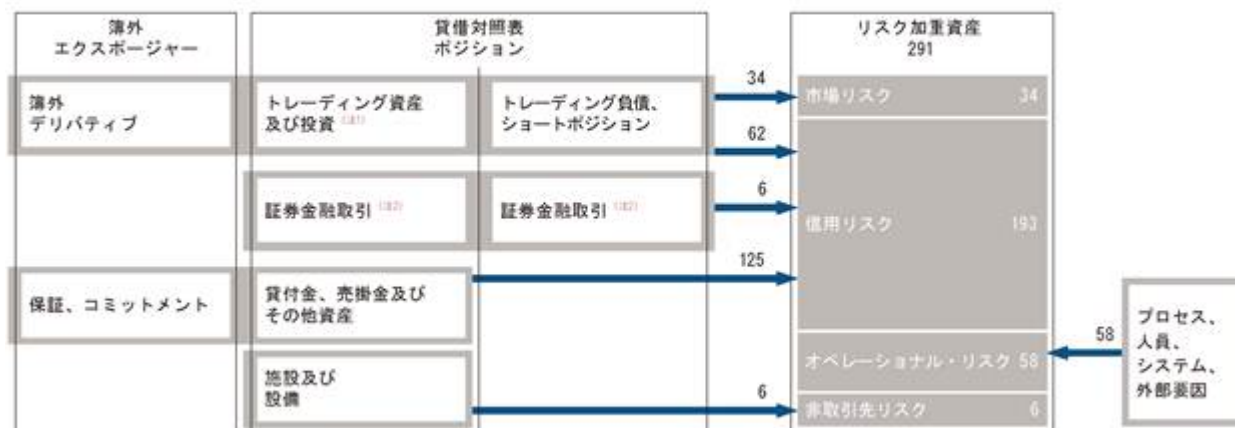 簿外
エクスポージャー
貸借対照表
ポジション
リスク加重資産
291
簿外
デリバティブ
トレーディング資産
及び投資 (注1)
トレーディング負債、
ショートポジション
34
市場リスク 34
62
証券金融取引 (注2)
証券金融取引 (注2)
6
信用リスク 193
125
保証、コミットメント
貸付金、売掛金及び
その他資産
オペレーショナル・リスク 58
58
プロセス、
人員、
システム、
外部要因
施設及び
設備
6
非取引先リスク 6